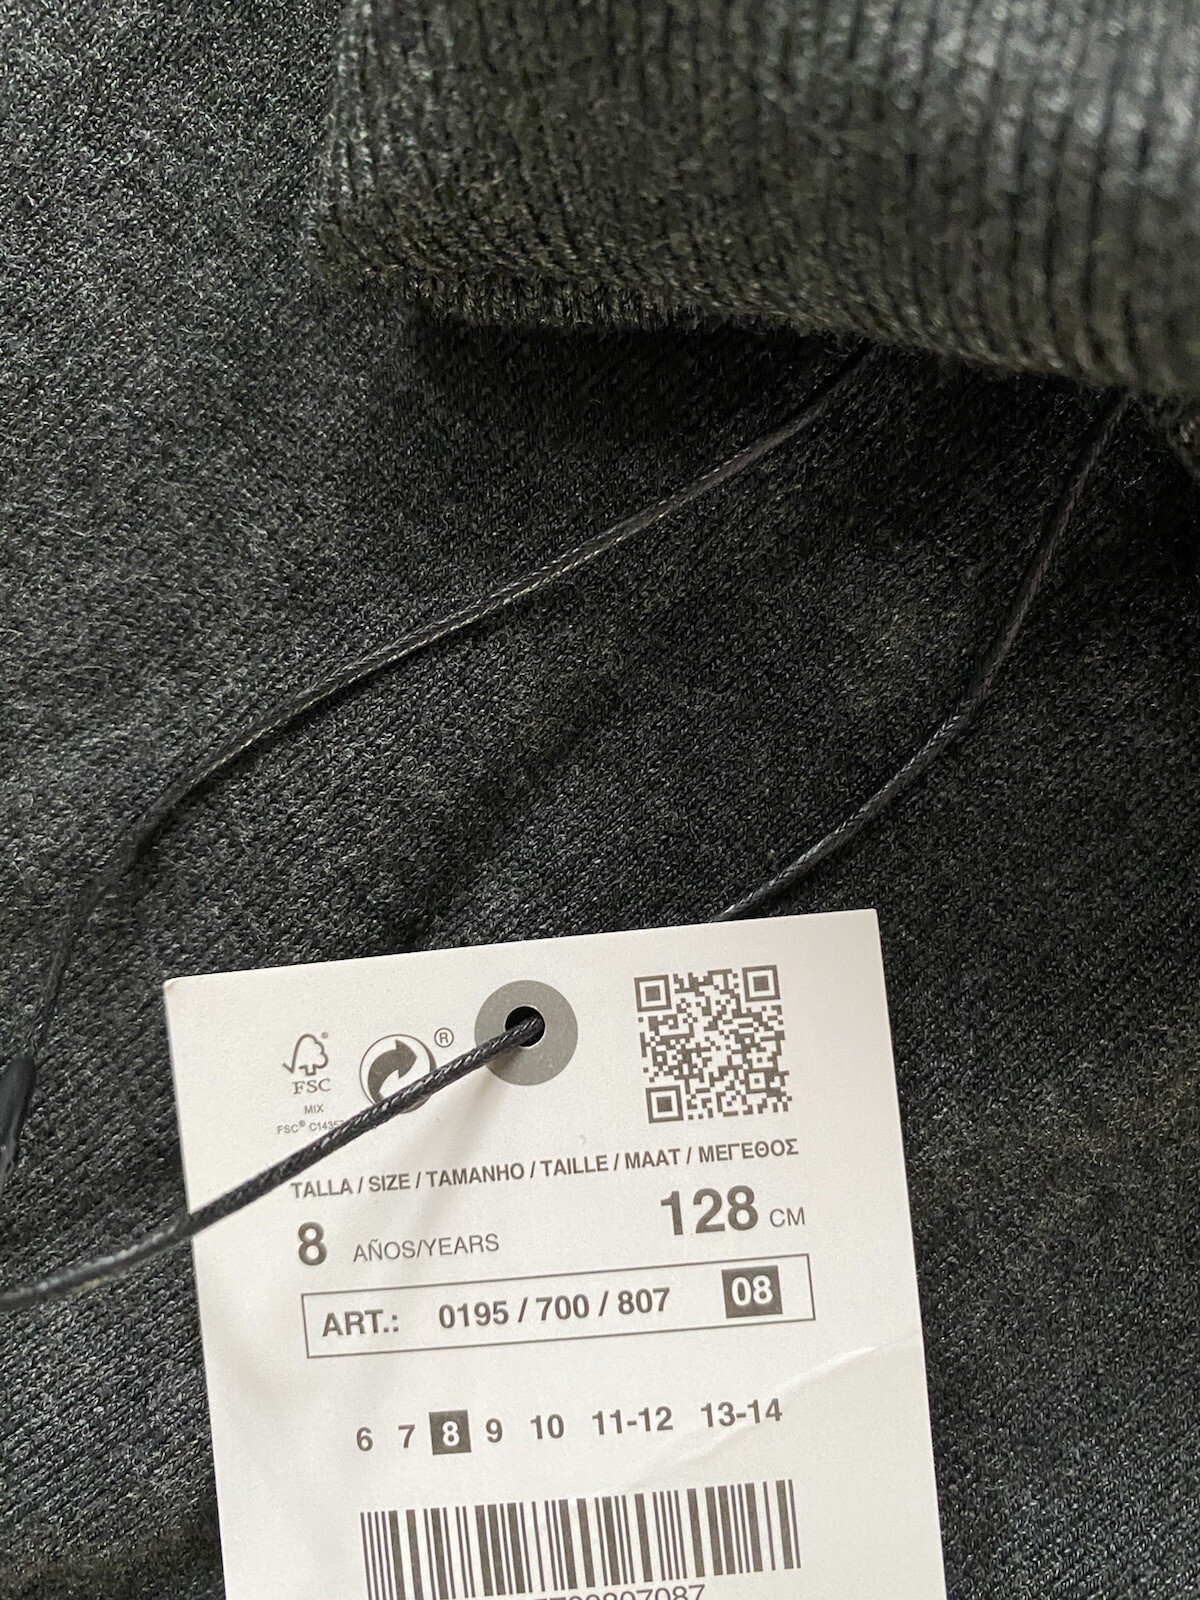 FSC®
MIX
®
TALLA / SIZE / TAMANHO / TAILLE / MAAT / ΜΕΓΕΘΟΣ
8 AÑOS/YEARS 128 CM
ART.: 0195 / 700 / 807 08
6 7 8 9 10 11-12 13-14